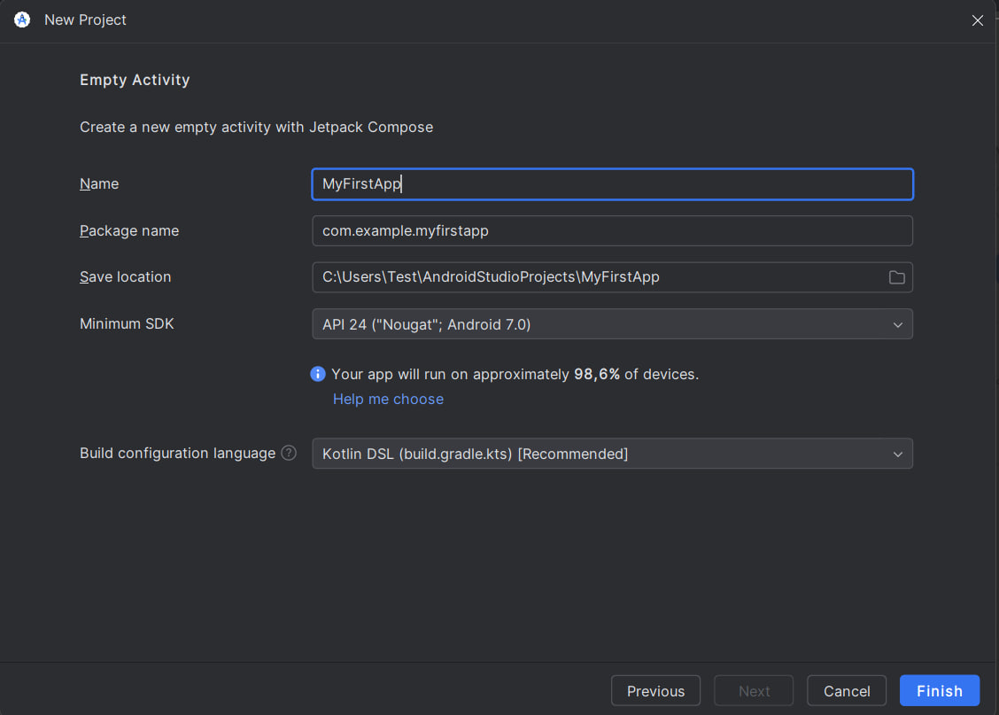 New Project
Empty Activity
Create a new empty activity with Jetpack Compose
Name MyFirstApp
Package name com.example.myfirstapp
Save location C:\Users\Test\AndroidStudioProjects\MyFirstApp
Minimum SDK API 24 ("Nougat"; Android 7.0)
Your app will run on approximately 98,6% of devices.
Help me choose
Build configuration language ? Kotlin DSL (build.gradle.kts) [Recommended]
Previous Next Cancel Finish